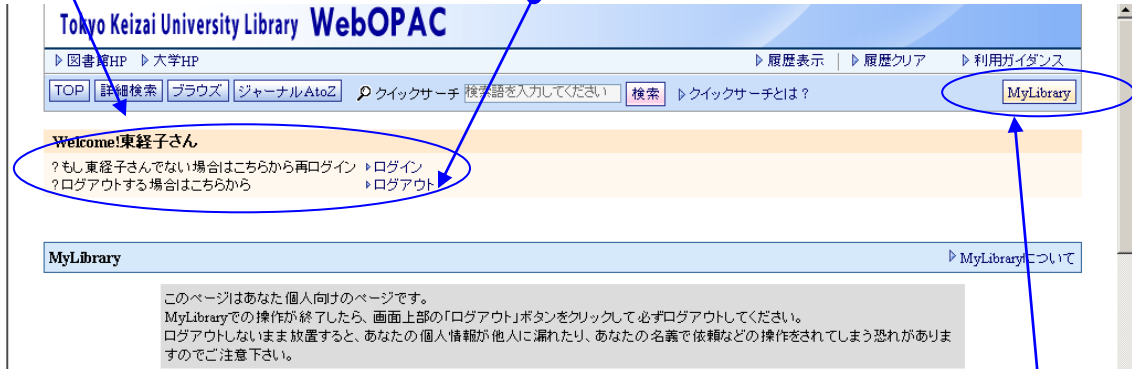 Tokyo Keizai University Library WebOPAC
図書館HP 大学HP 履歴表示 | 履歴クリア 利用ガイダンス
TOP 詳細検索 ブラウズ ジャーナルAtoZ クイックサーチ 検索語を入力してください 検索 クイックサーチとは? MyLibrary
Welcome!東経子さん
?もし東経子さんでない場合はこちらから再ログイン ログイン
?ログアウトする場合はこちらから ログアウト
MyLibrary MyLibraryについて
このページはあなた個人向けのページです。
MyLibraryでの操作が終了したら、画面上部の「ログアウト」ボタンをクリックして必ずログアウトしてください。
ログアウトしないまま放置すると、あなたの個人情報が他人に漏れたり、あなたの名義で依頼などの操作をされてしまう恐れがありま
すのでご注意下さい。